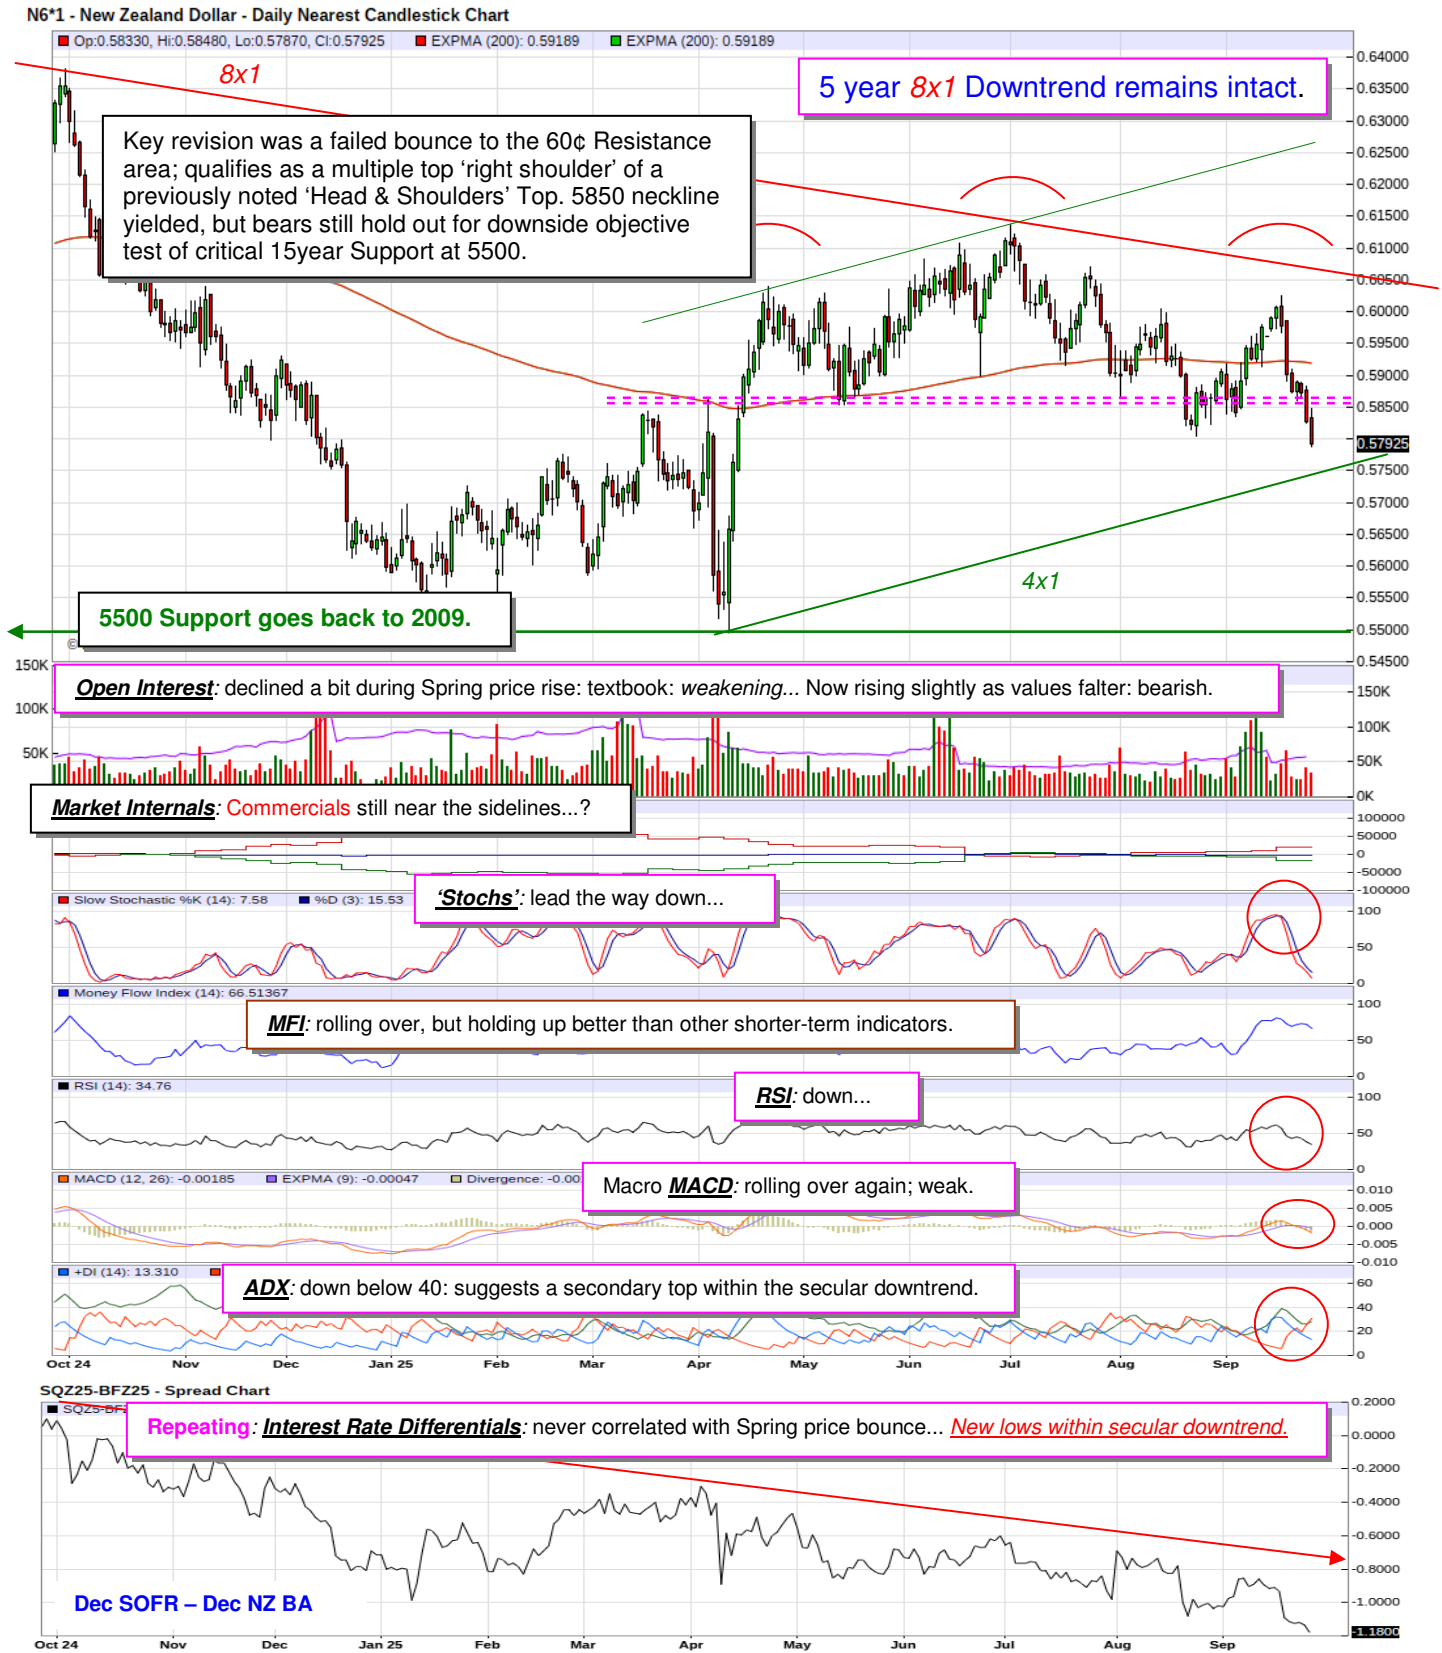 N6*1 - New Zealand Dollar - Daily Nearest Candlestick Chart
Op:0.58330, Hi:0.58480, Lo:0.57870, Cl:0.57925 EXPMA (200): 0.59189 EXPMA (200): 0.59189
8x1
5 year 8x1 Downtrend remains intact.
Key revision was a failed bounce to the 60¢ Resistance
area; qualifies as a multiple top ‘right shoulder’ of a
previously noted ‘Head & Shoulders’ Top. 5850 neckline
yielded, but bears still hold out for downside objective
test of critical 15year Support at 5500.
0.64000
0.63500
0.63000
0.62500
0.62000
0.61500
0.61000
0.60500
0.60000
0.59500
0.59000
0.58500
0.57925
0.57500
0.57000
0.56500
0.56000
0.55500
0.55000
0.54500
4x1
5500 Support goes back to 2009.
©
150K
100K
50K
Open Interest: declined a bit during Spring price rise: textbook: weakening... Now rising slightly as values falter: bearish.
150K
100K
50K
0K
Market Internals: Commercials still near the sidelines...?
100000
50000
0
-50000
-100000
Slow Stochastic %K (14): 7.58 %D (3): 15.53
‘Stochs’: lead the way down...
100
50
0
Money Flow Index (14): 66.51367
MFI: rolling over, but holding up better than other shorter-term indicators.
100
50
0
RSI (14): 34.76
RSI: down...
100
50
0
MACD (12, 26): -0.00185 EXPMA (9): -0.00047 Divergence: -0.00
Macro MACD: rolling over again; weak.
0.010
0.005
0.000
-0.005
-0.010
+DI (14): 13.310
ADX: down below 40: suggests a secondary top within the secular downtrend.
60
40
20
0
Oct 24 Nov Dec Jan 25 Feb Mar Apr May Jun Jul Aug Sep
SQZ25-BFZ25 - Spread Chart
SQZ25-BFZ
Repeating: Interest Rate Differentials: never correlated with Spring price bounce... New lows within secular downtrend.
0.2000
0.0000
-0.2000
-0.4000
-0.6000
-0.8000
-1.0000
-1.1800
Dec SOFR – Dec NZ BA
Oct 24 Nov Dec Jan 25 Feb Mar Apr May Jun Jul Aug Sep